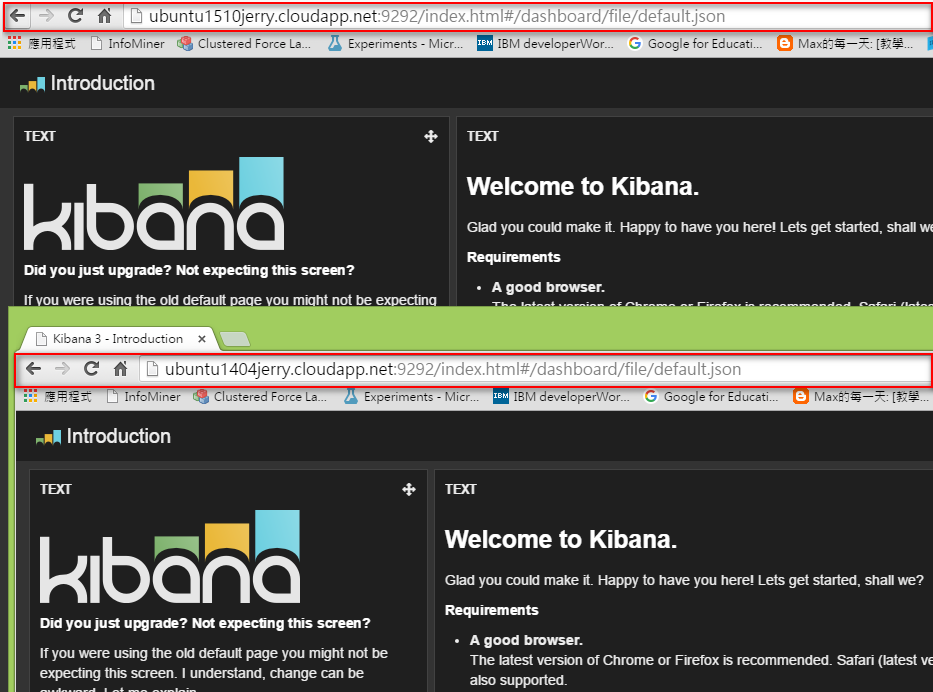 ubuntu1510jerry.cloudapp.net:9292/index.html#/dashboard/file/default.json
應用程式 InfoMiner Clustered Force La... Experiments - Micr... IBM IBM developerWor... Google for Educati... Max的每一天: [教學...
Introduction
TEXT
kibana
Did you just upgrade? Not expecting this screen?
If you were using the old default page you might not be expecting
TEXT
Welcome to Kibana.
Glad you could make it. Happy to have you here! Lets get started, shall we
Requirements
A good browser.
The latest version of Chrome or Firefox is recommended. Safari (latest
Kibana 3 - Introduction
ubuntu1404jerry.cloudapp.net:9292/index.html#/dashboard/file/default.json
應用程式 InfoMiner Clustered Force La... Experiments - Micr... IBM IBM developerWor... Google for Educati... Max的每一天: [教學...
Introduction
TEXT
kibana
Did you just upgrade? Not expecting this screen?
If you were using the old default page you might not be
expecting this screen. I understand, change can be
awkward. Let me explain.
TEXT
Welcome to Kibana.
Glad you could make it. Happy to have you here! Lets get started, shall we?
Requirements
A good browser.
The latest version of Chrome or Firefox is recommended. Safari (latest ve
also supported.